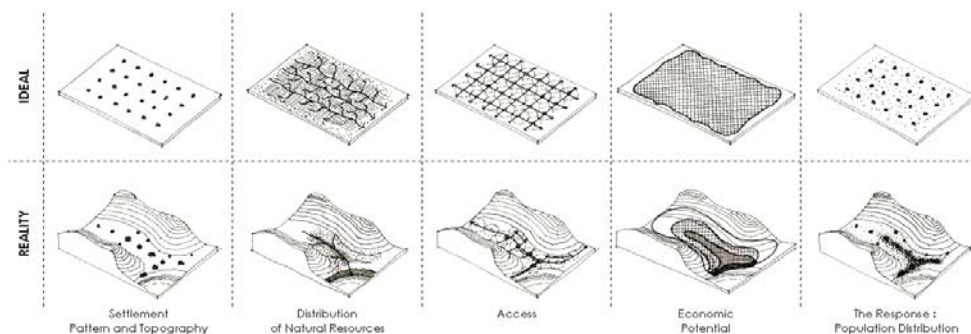 IDEAL
REALITY
Settlement
Pattern and Topography
Distribution
of Natural Resources
Access
Economic
Potential
The Response :
Population Distribution